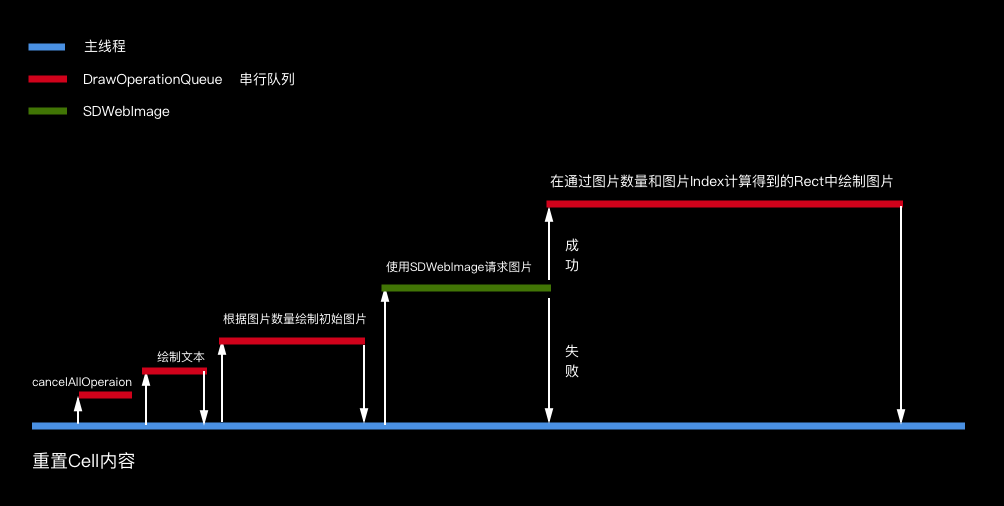 主线程
DrawOperationQueue 串行队列
SDWebImage
在通过图片数量和图片Index计算得到的Rect中绘制图片
成
功
使用SDWebImage请求图片
根据图片数量绘制初始图片
失
败
绘制文本
cancelAllOperaion
重置Cell内容